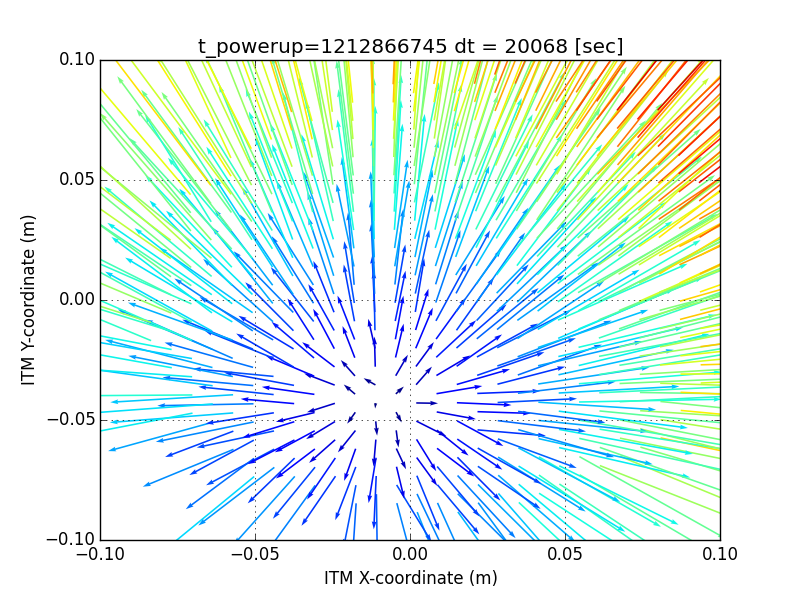 t_powerup=1212866745 dt = 20068 [sec]
0.10
0.05
0.00
−0.05
−0.10
ITM Y-coordinate (m)
−0.10 −0.05 0.00 0.05 0.10
ITM X-coordinate (m)